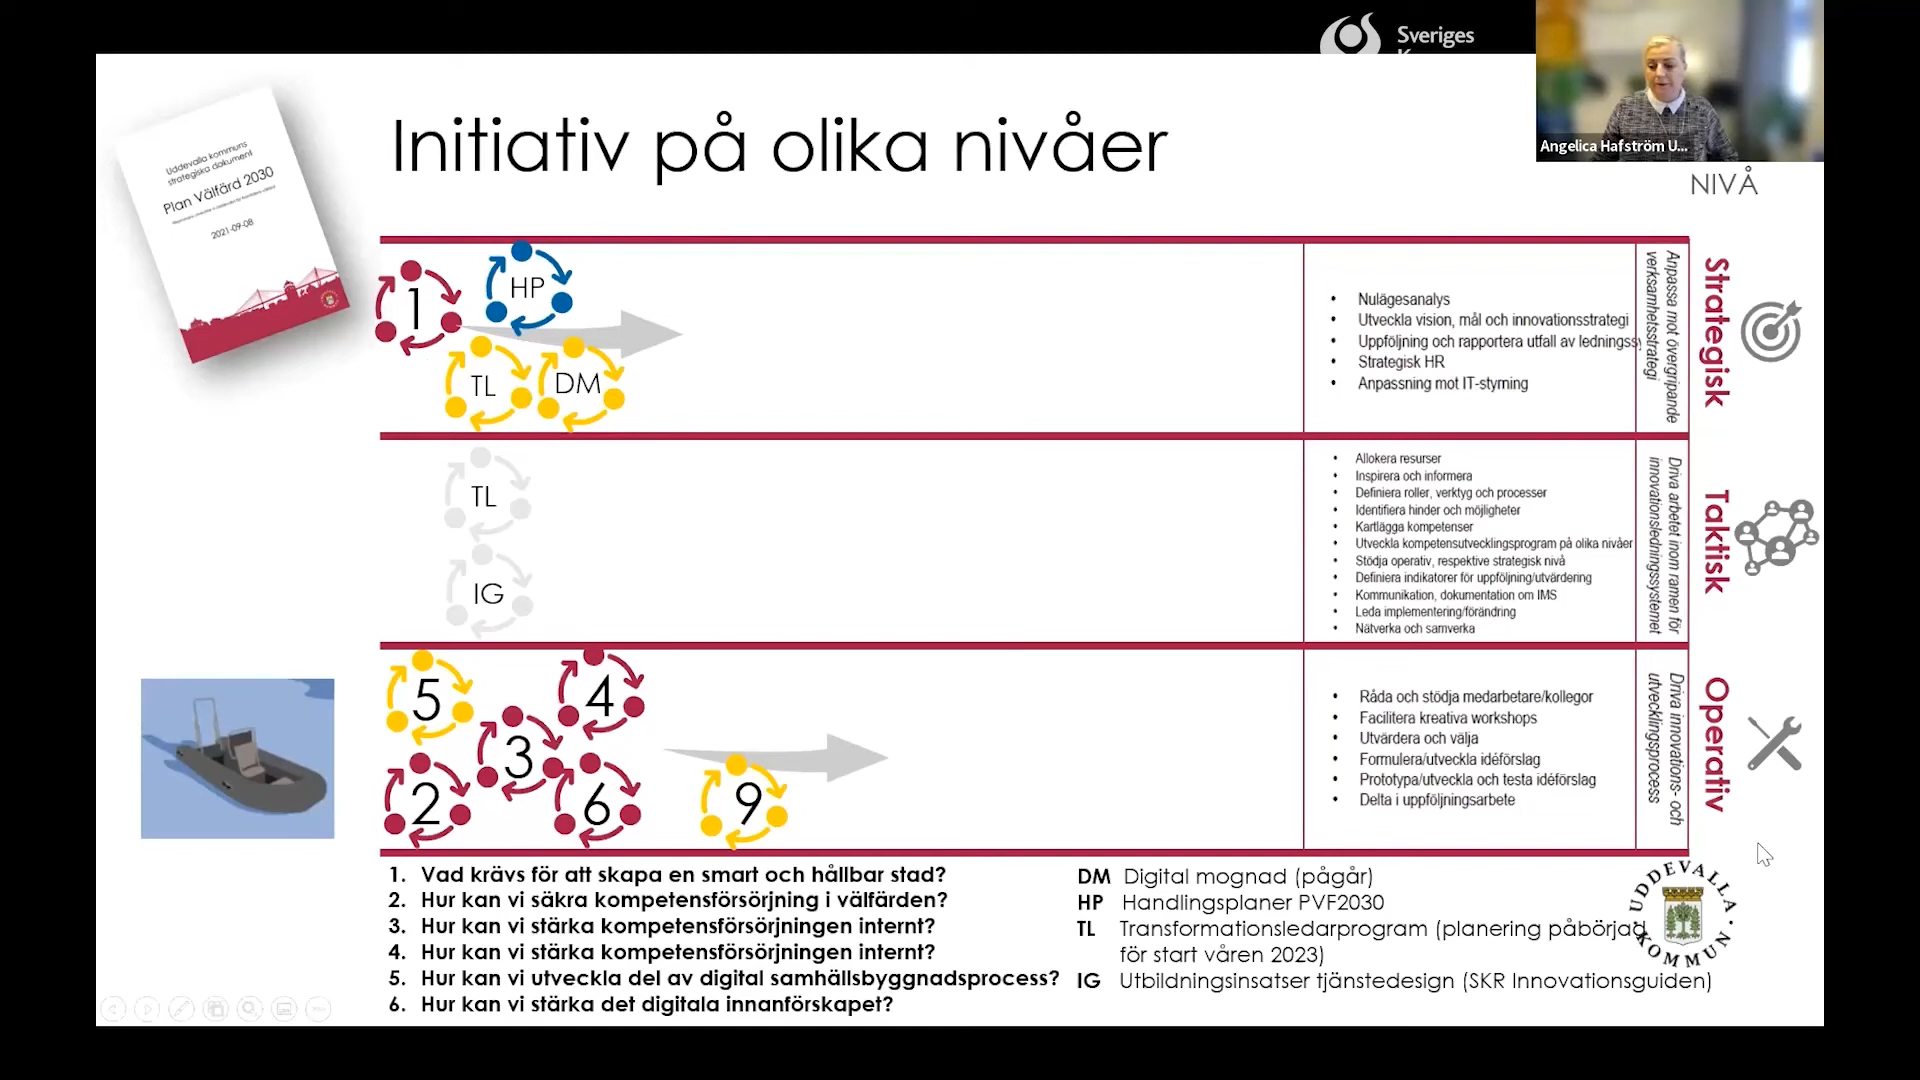 Sveriges
Angelica Hafström U...
Initiativ på olika nivåer
NIVÅ
Uddevalla kommuns
strategiska dokument
Plan Välfärd 2030
2021-09-08
1
HP
TL
DM
• Nulägesanalys
• Utveckla vision, mål och innovationsstrategi
• Uppföljning och rapportera utfall av ledningssy
• Strategisk HR
• Anpassning mot IT-styrning
Anpassa mot övergripande
verksamhetsstrategi
Strategisk
TL
IG
• Allokera resurser
• Inspirera och informera
• Definiera roller, verktyg och processer
• Identifiera hinder och möjligheter
• Kartlägga kompetenser
• Utveckla kompetensutvecklingsprogram på olika nivåer
• Stödja operativ, respektive strategisk nivå
• Definiera indikatorer för uppföljning/utvärdering
• Kommunikation, dokumentation om IMS
• Leda implementering/förändring
• Nätverka och samverka
Driva arbetet inom ramen för
innovationsledningssystemet
Taktisk
5
4
3
2
6
9
• Råda och stödja medarbetare/kollegor
• Facilitera kreativa workshops
• Utvärdera och välja
• Formulera/utveckla idéförslag
• Prototypa/utveckla och testa idéförslag
• Delta i uppföljningsarbete
Driva innovations- och
utvecklingsprocess
Operativ
1. Vad krävs för att skapa en smart och hållbar stad?
2. Hur kan vi säkra kompetensförsörjning i välfärden?
3. Hur kan vi stärka kompetensförsörjningen internt?
4. Hur kan vi stärka kompetensförsörjningen internt?
5. Hur kan vi utveckla del av digital samhällsbyggnadsprocess?
6. Hur kan vi stärka det digitala innanförskapet?
DM Digital mognad (pågår)
HP Handlingsplaner PVF2030
TL Transformationsledarprogram (planering påbörjad
för start våren 2023)
IG Utbildningsinsatser tjänstedesign (SKR Innovationsguiden)
UDDEVALLA
KOMMUN